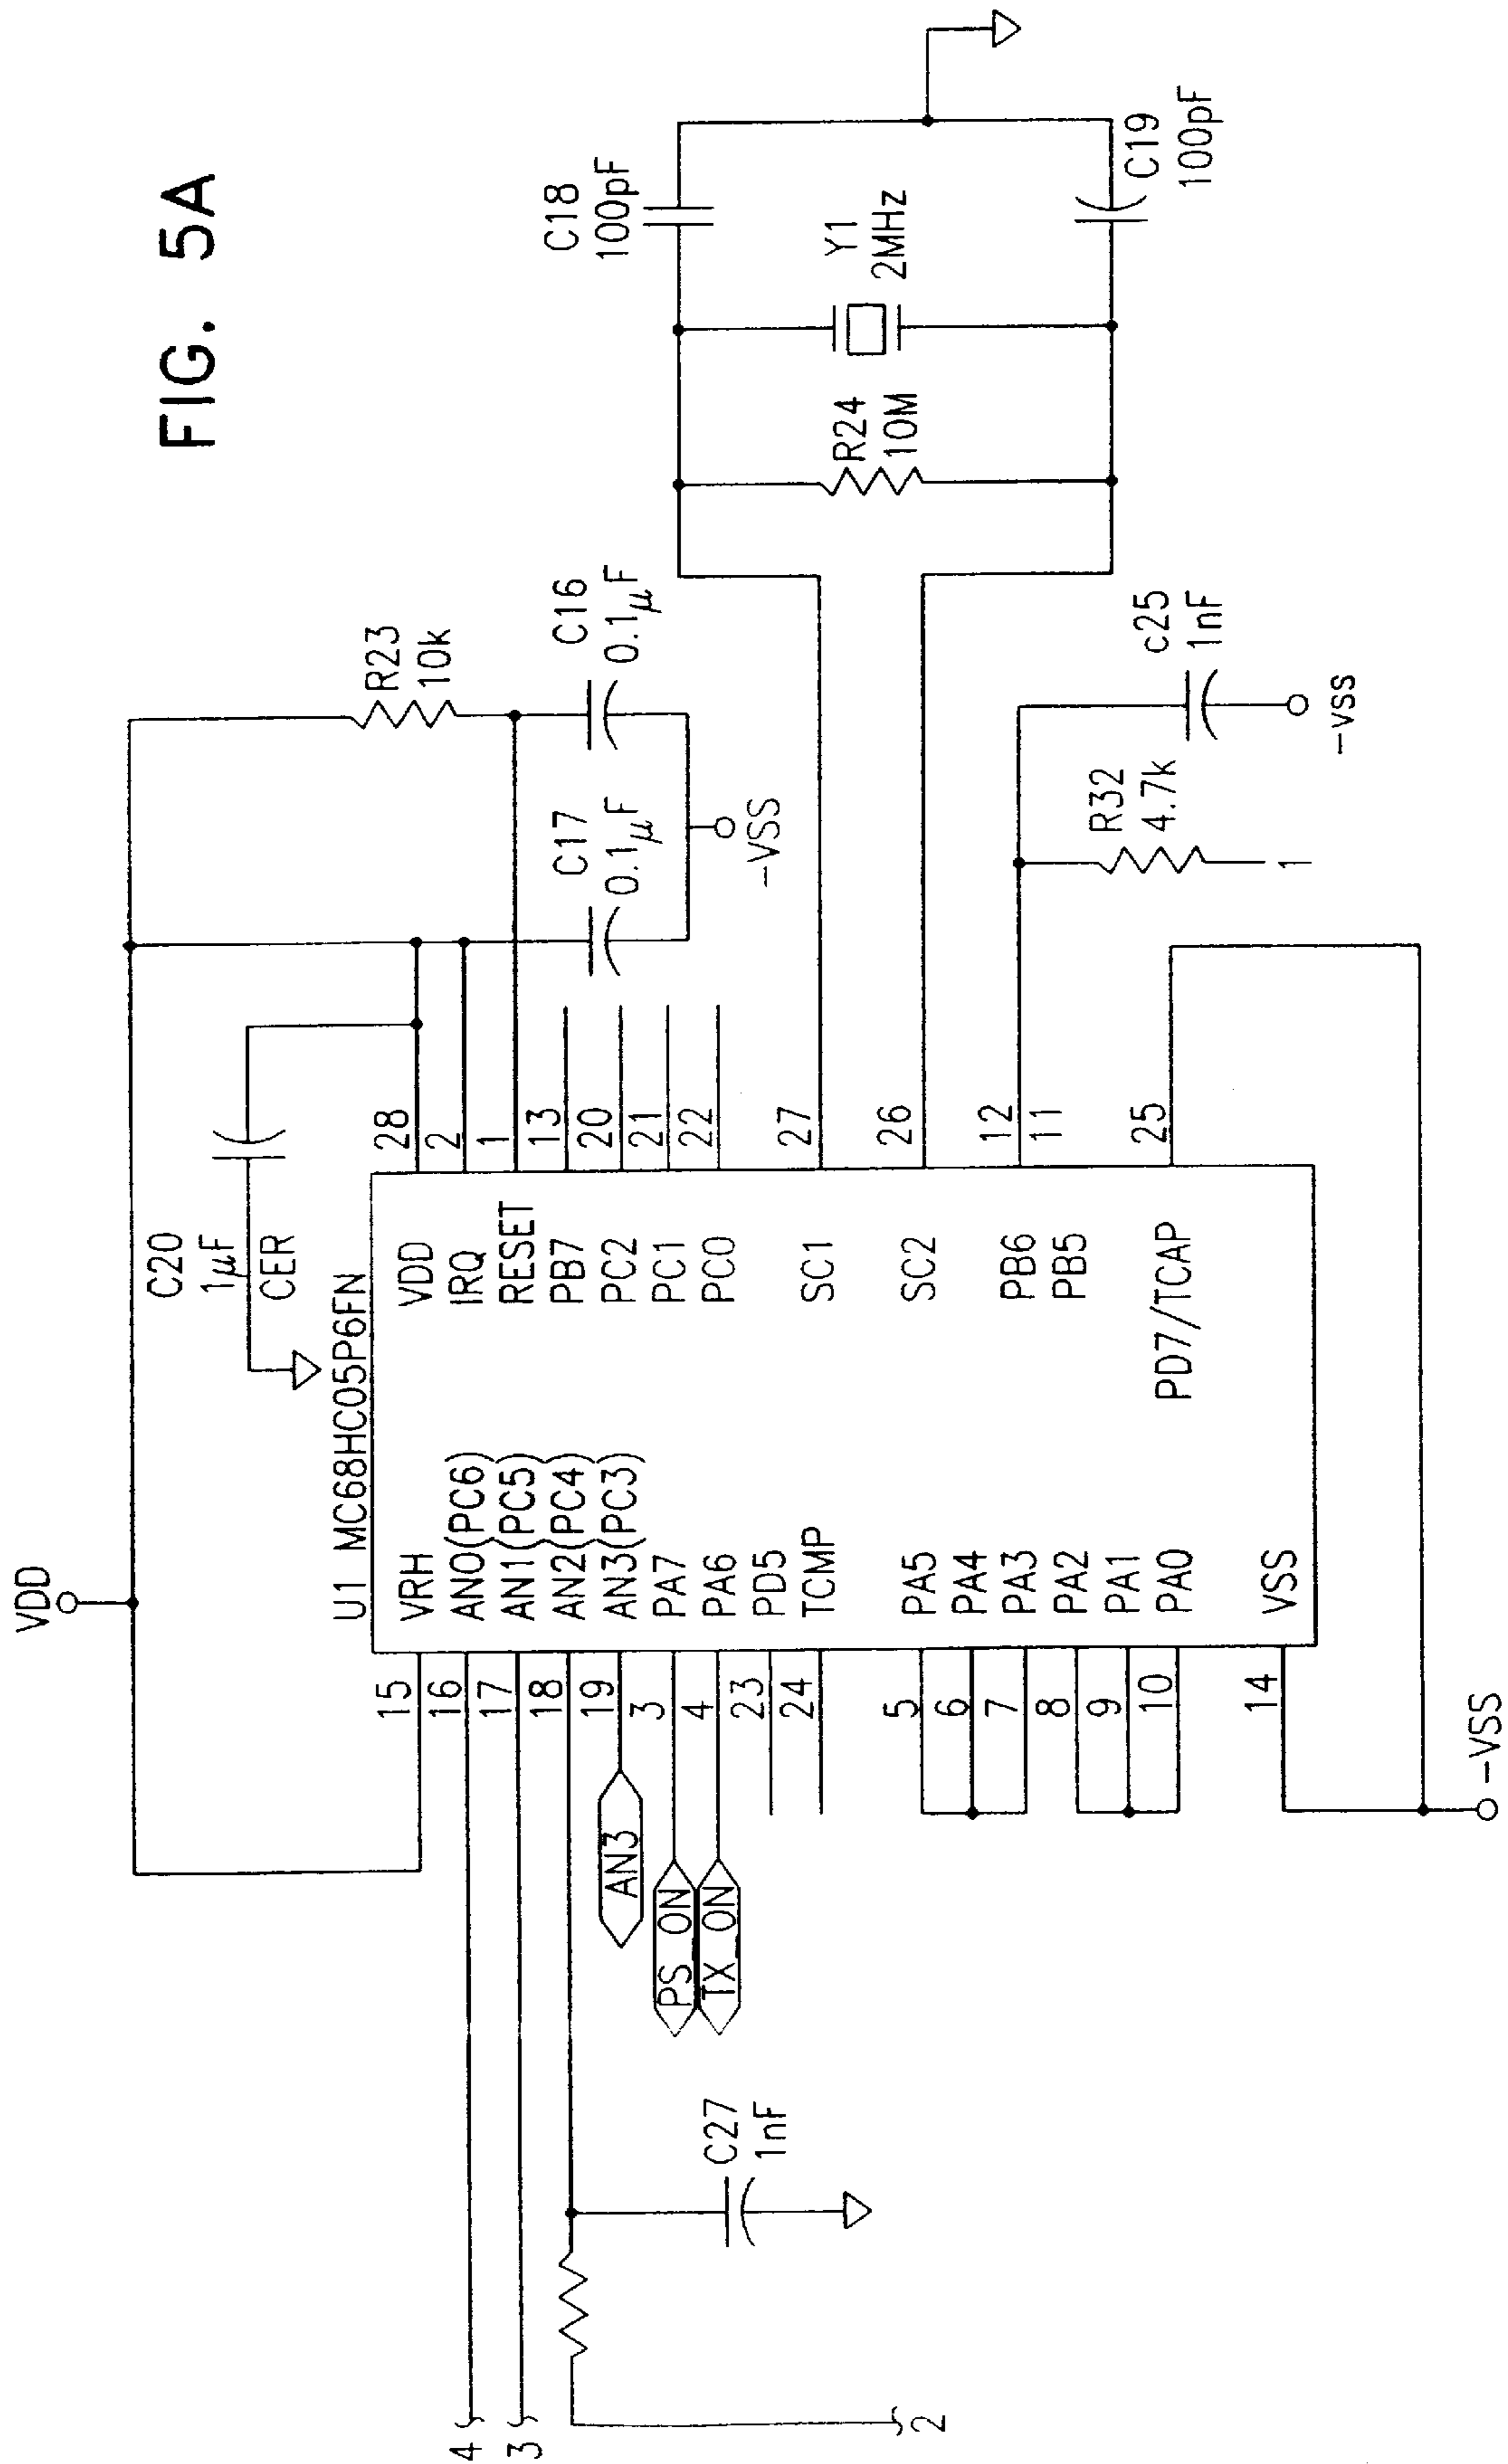 FIG. 5A
VDD
C20
1µF
CER
U1 MC68HC05P6FN
VRH
AN0(PC6)
AN1(PC5)
AN2(PC4)
AN3(PC3)
PA7
PA6
PD5
TCMP
PA5
PA4
PA3
PA2
PA1
PA0
VSS
VDD
IRQ
RESET
PB7
PC2
PC1
PC0
SC1
SC2
PB6
PB5
PD7/TCAP
15
16
17
18
19
3
4
23
24
5
6
7
8
9
10
14
28
2
1
13
20
21
22
27
26
12
11
25
4
3
2
C27
1nF
AN3
PS_ON
TX_ON
-VSS
R23
10k
C17
0.1µF
C16
0.1µF
-VSS
C18
100pF
Y1
2MHz
R24
10M
C19
100pF
R32
4.7k
1
c25
1nF
-vss